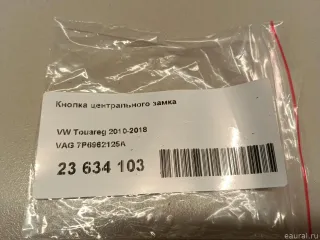 Кнопка центрального замка
VW Touareg 2010-2018
VAG 7P6962125A
23 634 103
eaural.ru